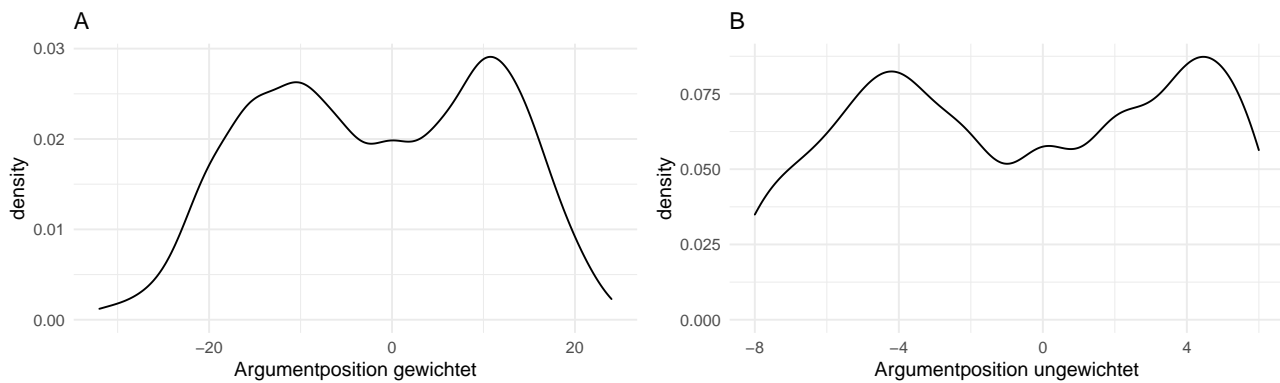 A
0.03
0.02
0.01
0.00
density
−20 0 20
Argumentposition gewichtet
B
0.075
0.050
0.025
0.000
density
−8 −4 0 4
Argumentposition ungewichtet